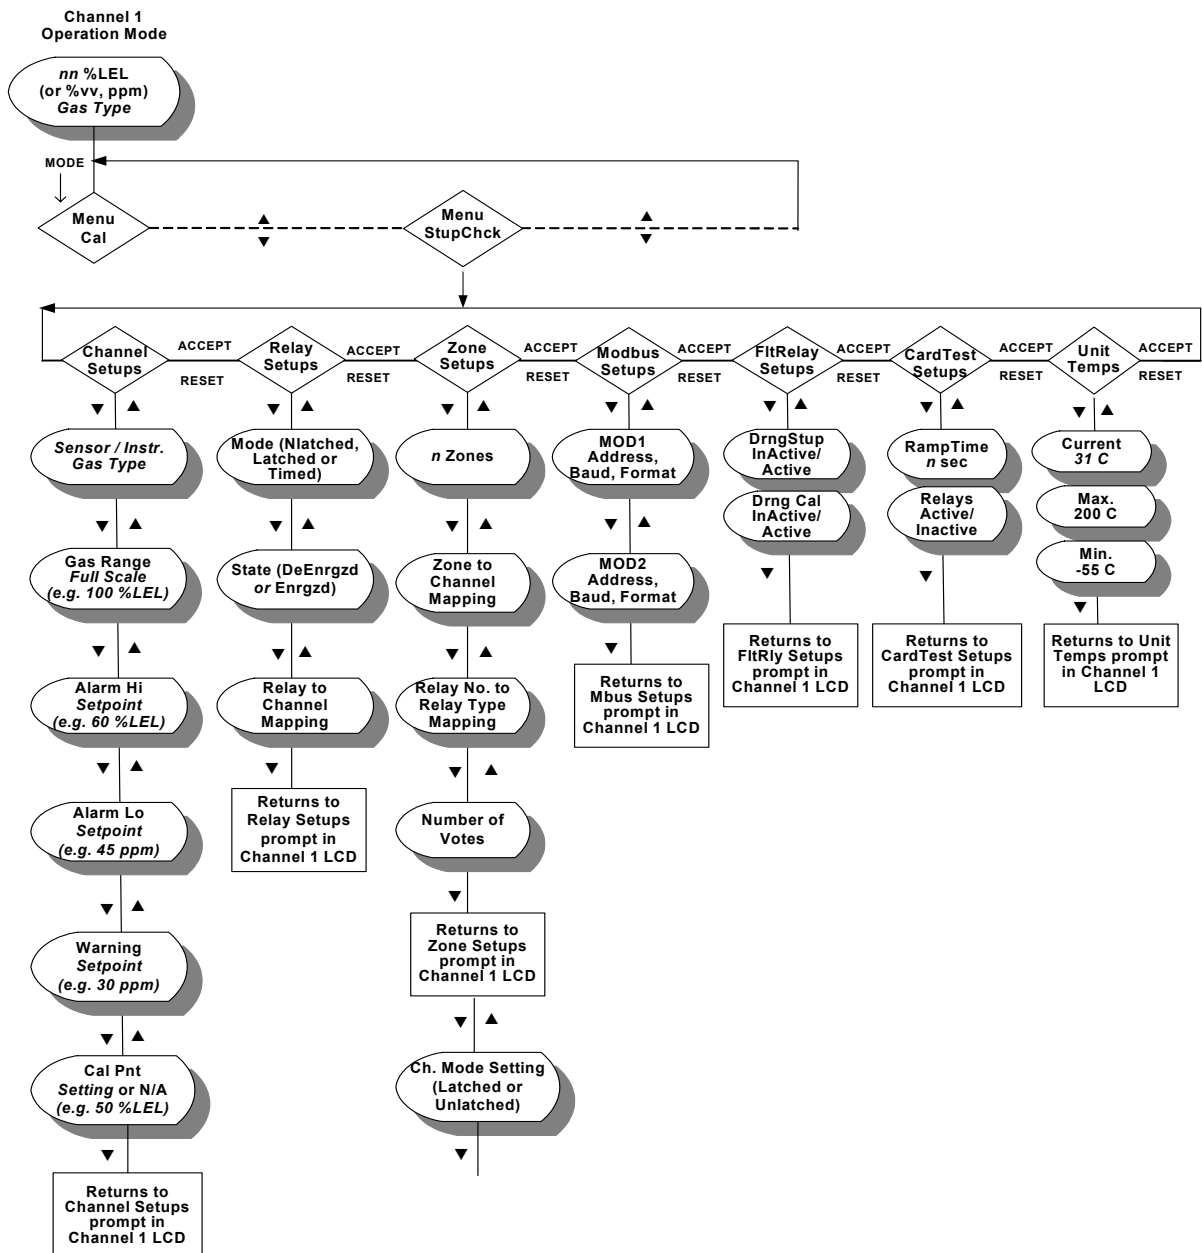 Channel 1
Operation Mode
nn %LEL
(or %vv, ppm)
Gas Type
MODE
Menu
Cal
Menu
StupChck
Channel
Setups
ACCEPT
RESET
Relay
Setups
ACCEPT
RESET
Zone
Setups
ACCEPT
RESET
Modbus
Setups
ACCEPT
RESET
FltRelay
Setups
ACCEPT
RESET
CardTest
Setups
ACCEPT
RESET
Unit
Temps
ACCEPT
RESET
Sensor / Instr.
Gas Type
Gas Range
Full Scale
(e.g. 100 %LEL)
Alarm Hi
Setpoint
(e.g. 60 %LEL)
Alarm Lo
Setpoint
(e.g. 45 ppm)
Warning
Setpoint
(e.g. 30 ppm)
Cal Pnt
Setting or N/A
(e.g. 50 %LEL)
Returns to
Channel Setups
prompt in
Channel 1 LCD
Mode (Nlatched,
Latched or
Timed)
State (DeEnrgzd
or Enrgzd)
Relay to
Channel
Mapping
Returns to
Relay Setups
prompt in
Channel 1 LCD
n Zones
Zone to
Channel
Mapping
Relay No. to
Relay Type
Mapping
Number of
Votes
Returns to
Zone Setups
prompt in
Channel 1 LCD
Ch. Mode Setting
(Latched or
Unlatched)
MOD1
Address,
Baud, Format
MOD2
Address,
Baud, Format
Returns to
Mbus Setups
prompt in
Channel 1 LCD
DrngStup
InActive/
Active
Drng Cal
InActive/
Active
Returns to
FltRly Setups
prompt in
Channel 1 LCD
RampTime
n sec
Relays
Active/
Inactive
Returns to
CardTest Setups
prompt in
Channel 1 LCD
Current
31 C
Max.
200 C
Min.
-55 C
Returns to Unit
Temps prompt
in Channel 1
LCD